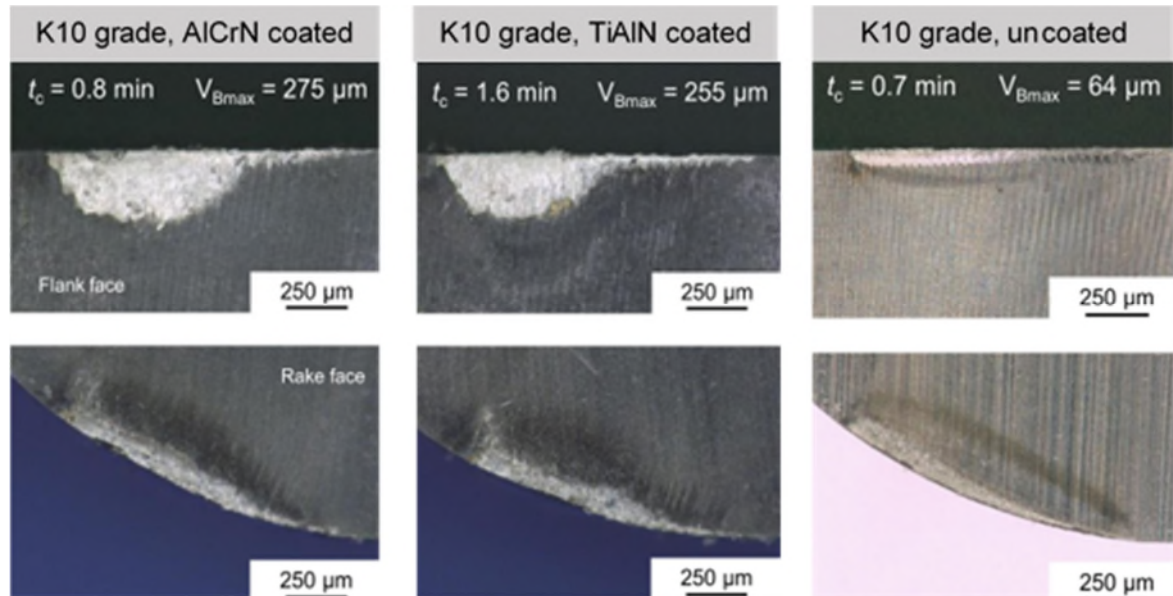 K10 grade, AlCrN coated
K10 grade, TiAlN coated
K10 grade, uncoated
tc = 0.8 min VBmax = 275 µm
tc = 1.6 min VBmax = 255 µm
tc = 0.7 min VBmax = 64 µm
Flank face
250 µm
250 µm
250 µm
Rake face
250 µm
250 µm
250 µm